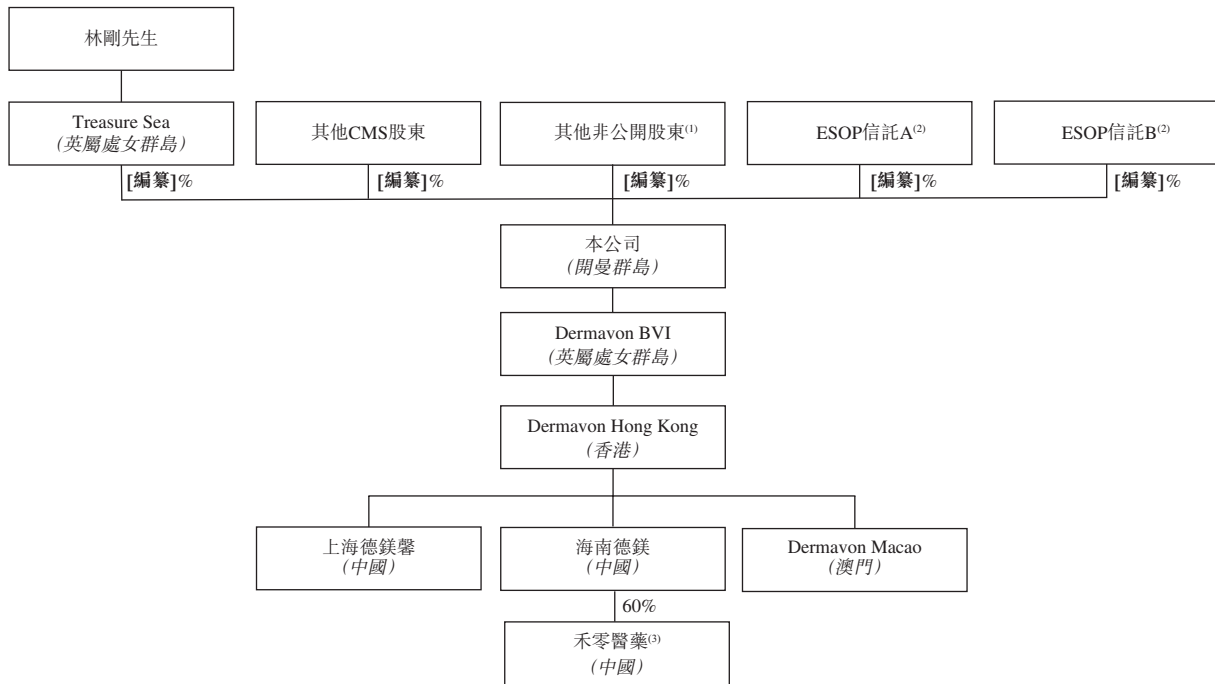 林剛先生
Treasure Sea
(英屬處女群島)
其他CMS股東
其他非公開股東(1)
ESOP信託A(2)
ESOP信託B(2)
[編纂]%
[編纂]%
[編纂]%
[編纂]%
[編纂]%
本公司
(開曼群島)
Dermavon BVI
(英屬處女群島)
Dermavon Hong Kong
(香港)
上海德鎂馨
(中國)
海南德鎂
(中國)
Dermavon Macao
(澳門)
60%
禾零醫藥(3)
(中國)